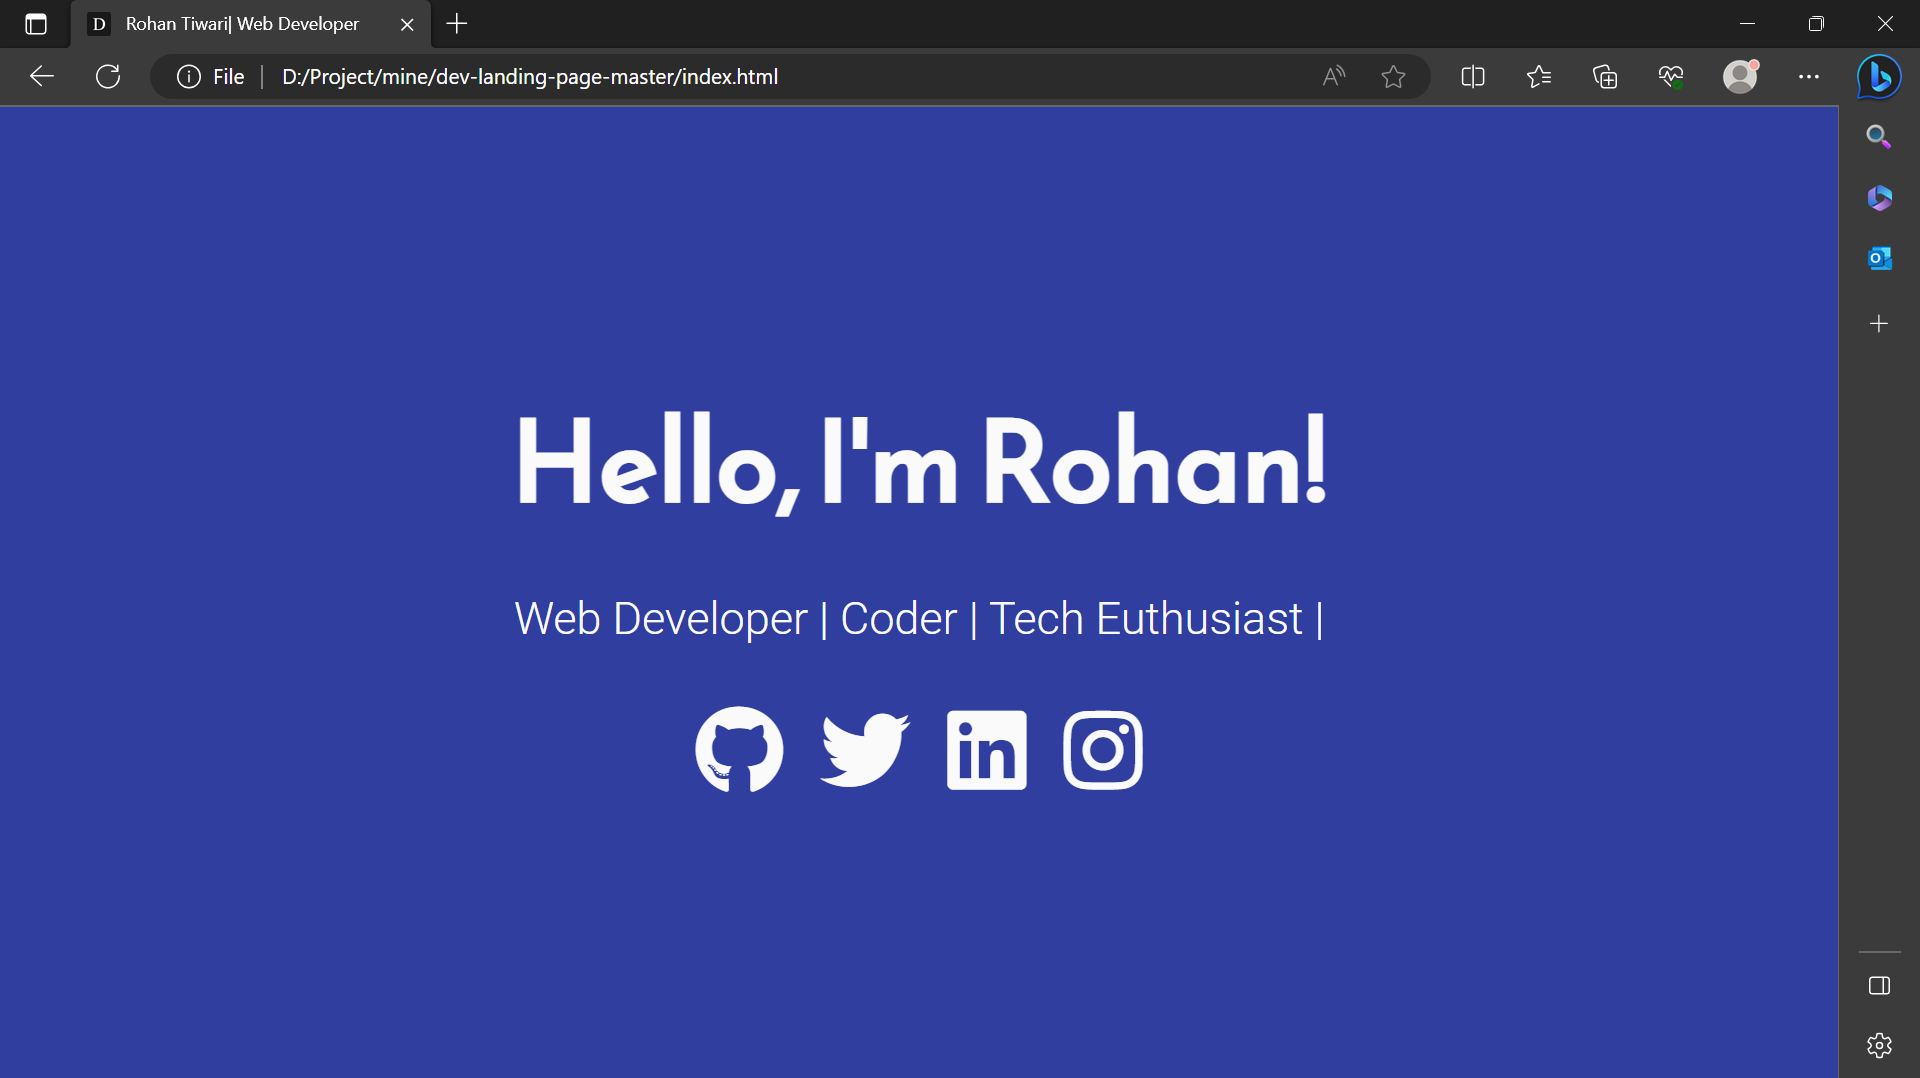 D Rohan Tiwari| Web Developer
File D:/Project/mine/dev-landing-page-master/index.html
Hello, I'm Rohan!
Web Developer | Coder | Tech Euthusiast |